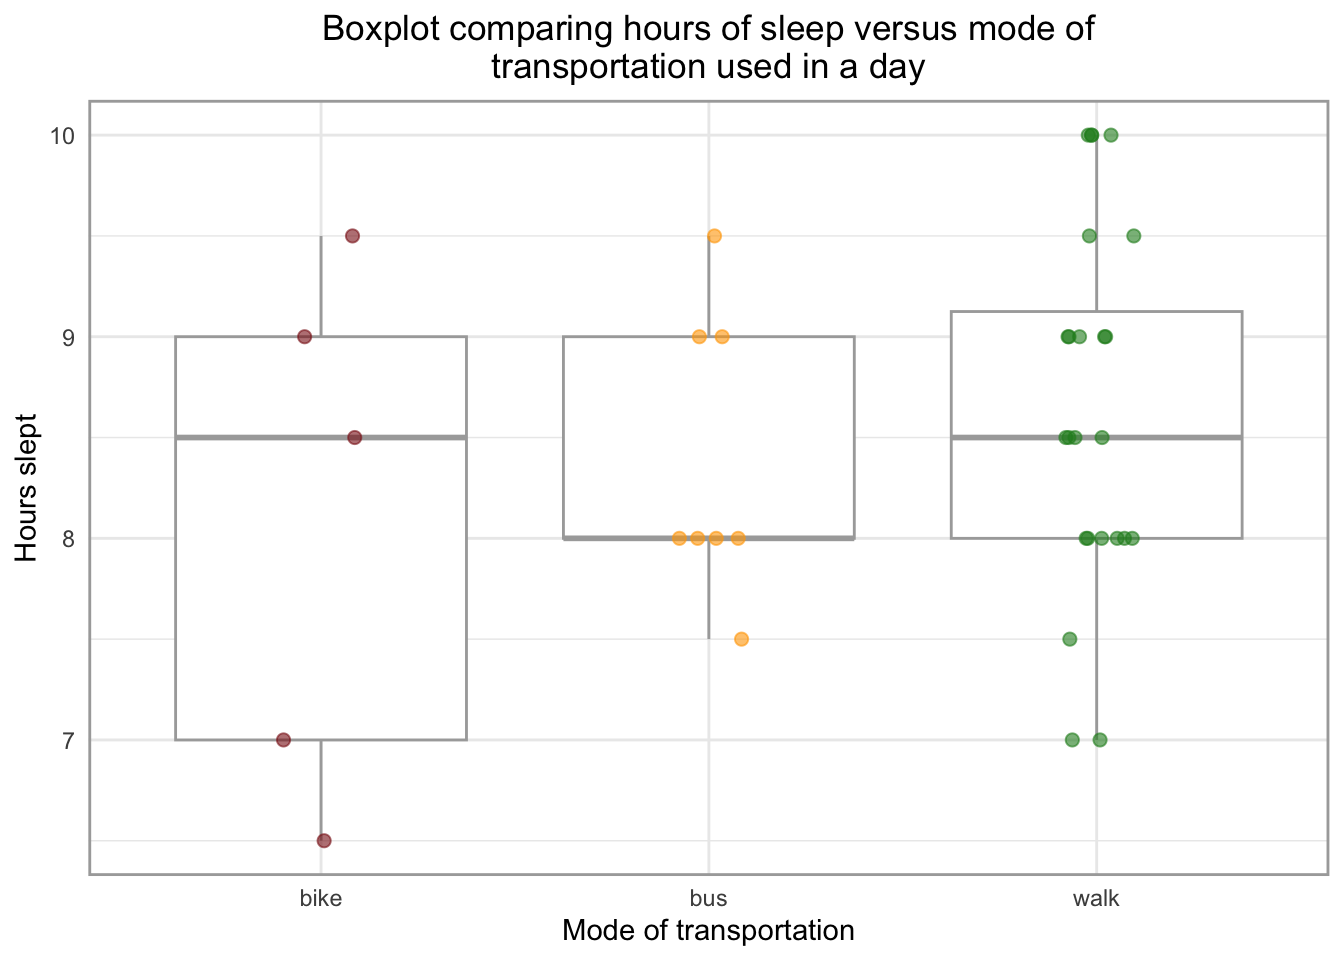 Boxplot comparing hours of sleep versus mode of
transportation used in a day
Hours slept
10
9
8
7
bike
bus
walk
Mode of transportation